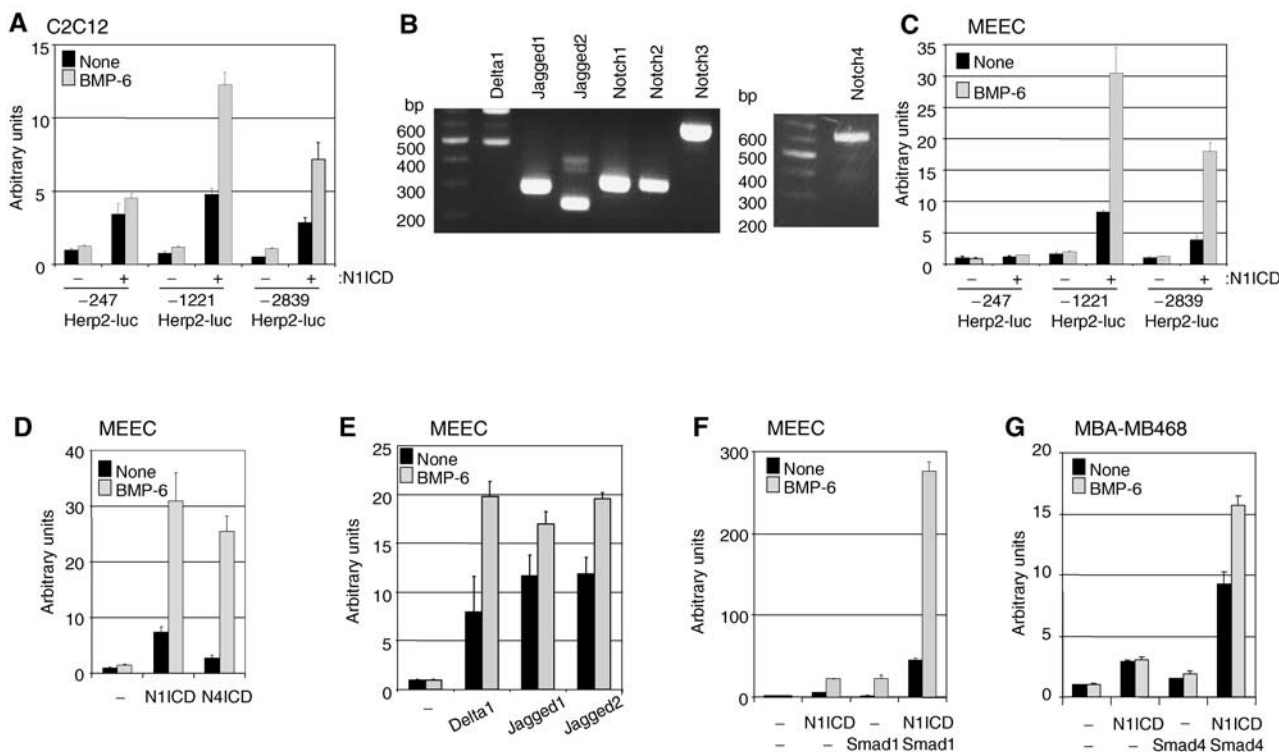 A
C2C12
None
BMP-6
Arbitrary units
15
10
5
0
– + – + – + :N1ICD
−247 −1221 −2839
Herp2-luc Herp2-luc Herp2-luc
B
Delta1 Jagged1 Jagged2 Notch1 Notch2 Notch3
bp
600
500
400
300
200
Notch4
bp
600
500
400
300
200
C
MEEC
None
BMP-6
Arbitrary units
35
30
25
20
15
10
5
0
– + – + – + :N1ICD
−247 −1221 −2839
Herp2-luc Herp2-luc Herp2-luc
D
MEEC
None
BMP-6
Arbitrary units
40
30
20
10
0
– N1ICD N4ICD
E
MEEC
None
BMP-6
Arbitrary units
25
20
15
10
5
0
– Delta1 Jagged1 Jagged2
F
MEEC
None
BMP-6
Arbitrary units
300
200
100
0
– N1ICD – N1ICD
– – Smad1 Smad1
G
MBA-MB468
None
BMP-6
Arbitrary units
20
15
10
5
0
– N1ICD – N1ICD
– – Smad4 Smad4